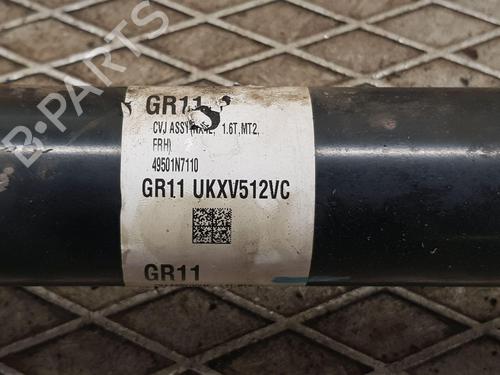 GR11
CVJ ASSY 1.6T,MT2,
FRH)
49501N7110
GR11 UKXV512VC
GR11
B-PARTS